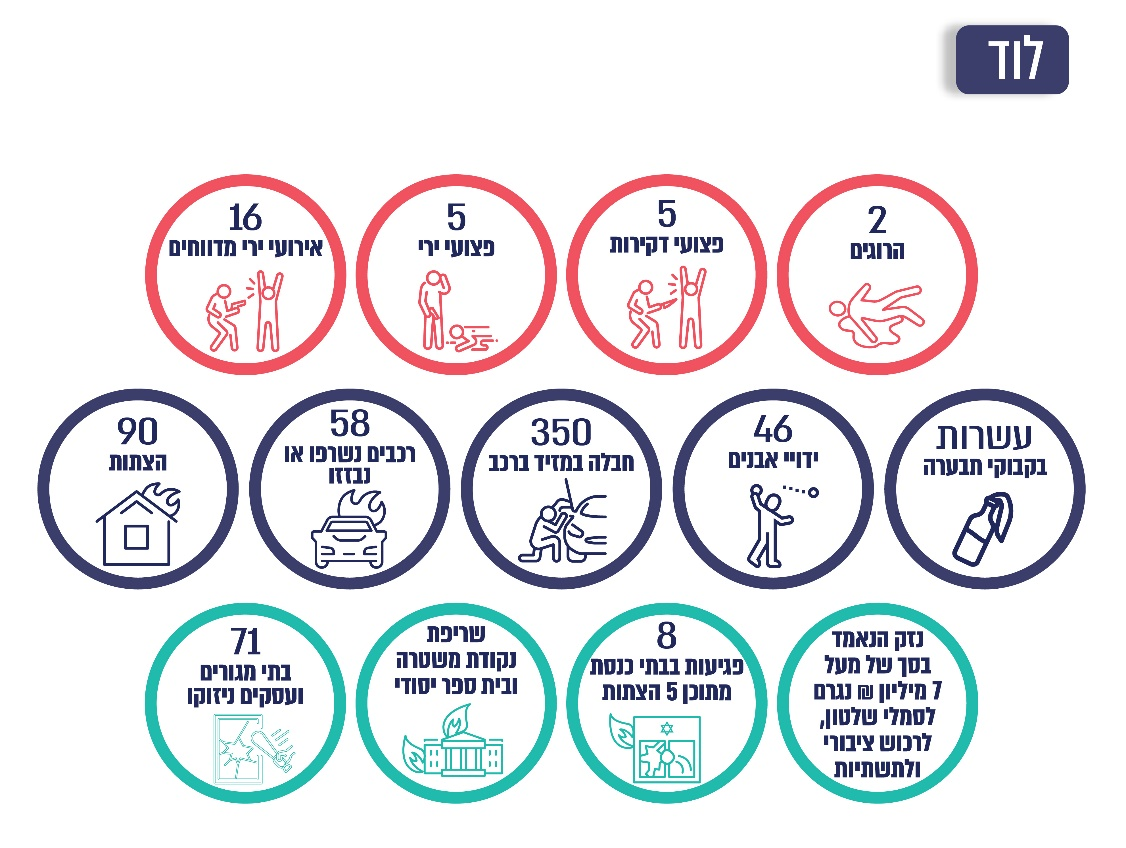 לוד
2
הרוגים
5
פצועי דקירות
5
פצועי ירי
16
אירועי ירי מדווחים
עשרות
בקבוקי תבערה
46
ידויי אבנים
350
חבלה במזיד ברכב
58
רכבים נשרפו או
נבזזו
90
הצתות
נזק הנאמד
בסך של מעל
7 מיליון ₪ נגרם
לסמלי שלטון,
לרכוש ציבורי
ולתשתיות
8
פגיעות בבתי כנסת
מתוכן 5 הצתות
שריפת
נקודת משטרה
ובית ספר יסודי
71
בתי מגורים
ועסקים ניזוקו